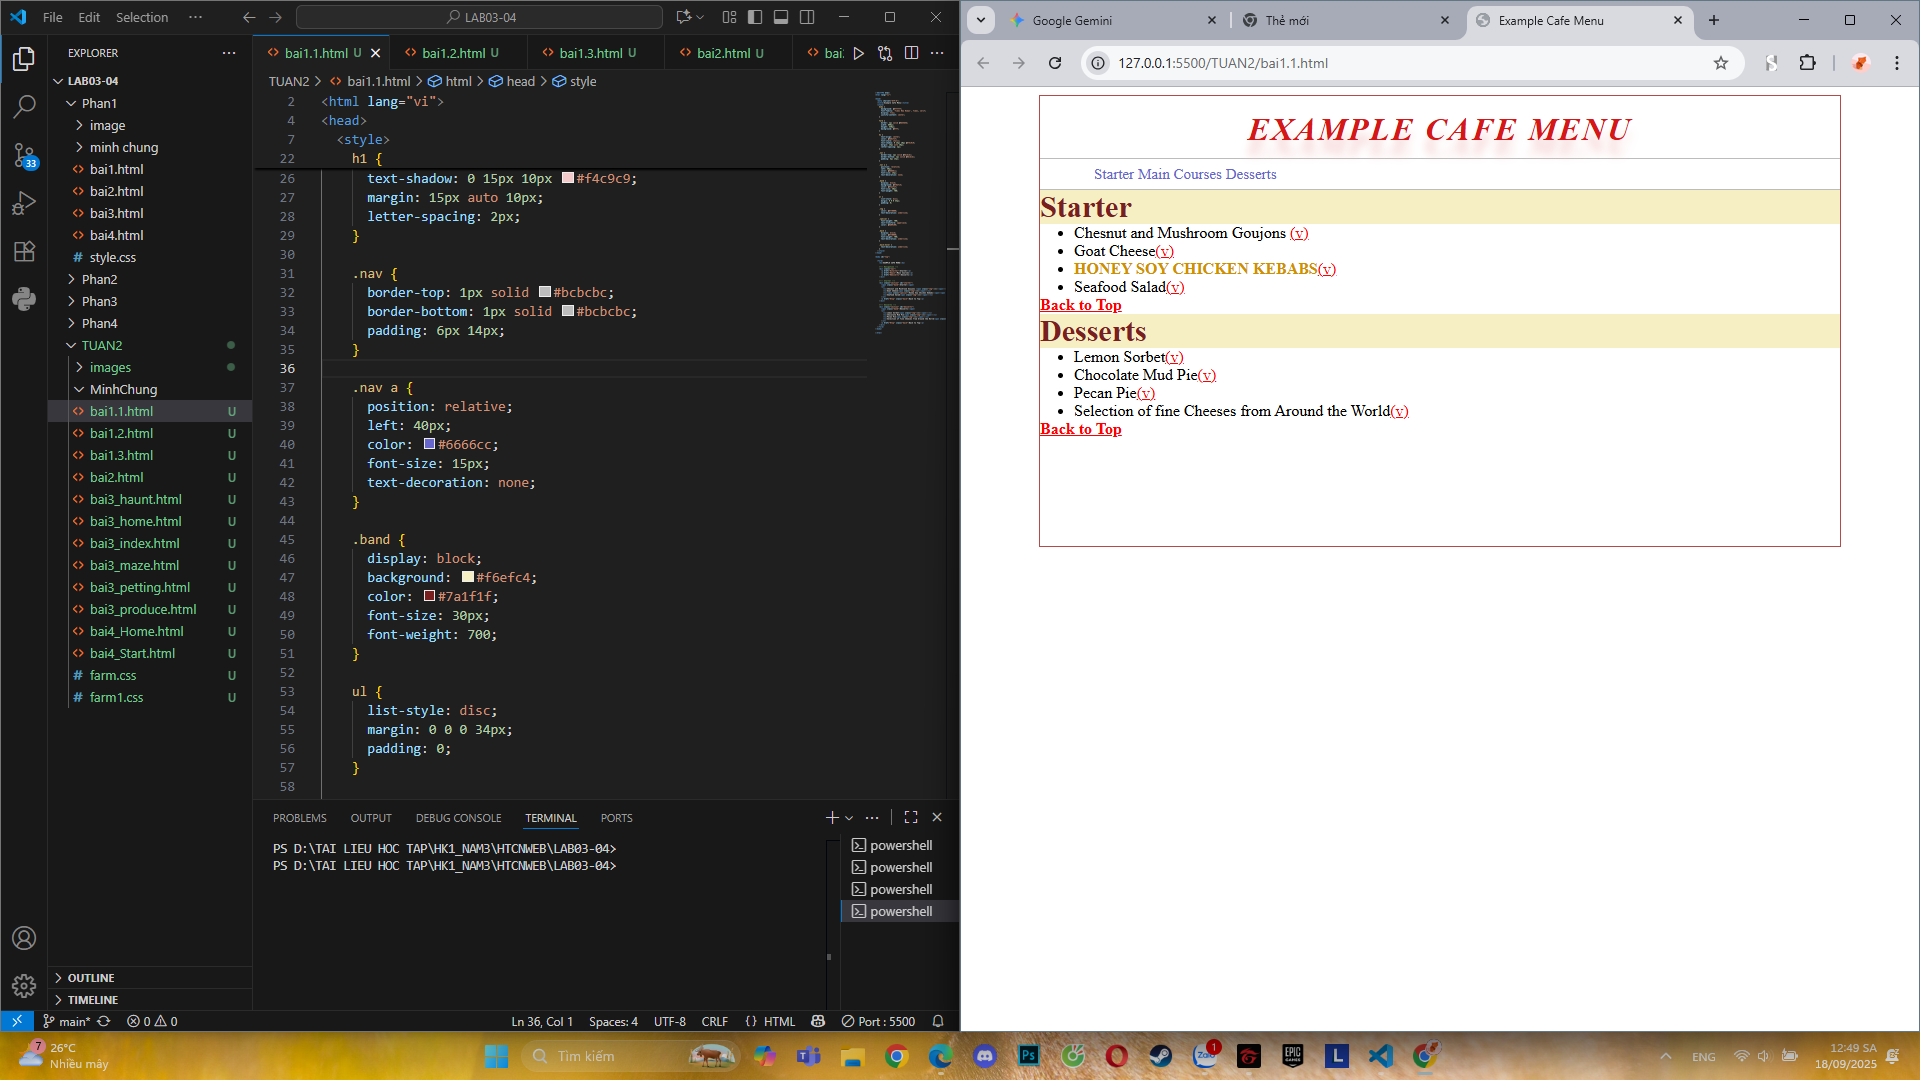 File Edit Selection ··· LAB03-04
EXPLORER
LAB03-04
Phan1
image
minh chung
bai1.html
bai2.html
bai3.html
bai4.html
style.css
Phan2
Phan3
Phan4
TUAN2
images
MinhChung
bai1.1.html U
bai1.2.html U
bai1.3.html U
bai2.html U
bai3_haunt.html U
bai3_home.html U
bai3_index.html U
bai3_maze.html U
bai3_petting.html U
bai3_produce.html U
bai4_Home.html U
bai4_Start.html U
farm.css U
farm1.css U
OUTLINE
TIMELINE
33
bai1.1.html U bai1.2.html U bai1.3.html U bai2.html U bai:
TUAN2 > bai1.1.html > html > head > style
2 <html lang="vi">
4 <head>
7 <style>
22 h1 {
26 text-shadow: 0 15px 10px #f4c9c9;
27 margin: 15px auto 10px;
28 letter-spacing: 2px;
29 }
30
31 .nav {
32 border-top: 1px solid #bcbcbc;
33 border-bottom: 1px solid #bcbcbc;
34 padding: 6px 14px;
35 }
36
37 .nav a {
38 position: relative;
39 left: 40px;
40 color: #6666cc;
41 font-size: 15px;
42 text-decoration: none;
43 }
44
45 .band {
46 display: block;
47 background: #f6efc4;
48 color: #7a1f1f;
49 font-size: 30px;
50 font-weight: 700;
51 }
52
53 ul {
54 list-style: disc;
55 margin: 0 0 0 34px;
56 padding: 0;
57 }
58
PROBLEMS OUTPUT DEBUG CONSOLE TERMINAL PORTS
PS D:\TAI LIEU HOC TAP\HK1_NAM3\HTCNWEB\LAB03-04>
PS D:\TAI LIEU HOC TAP\HK1_NAM3\HTCNWEB\LAB03-04>
powershell
powershell
powershell
powershell
main* 0 0 Ln 36, Col 1 Spaces: 4 UTF-8 CRLF {} HTML Port : 5500
Google Gemini Thẻ mới Example Cafe Menu
127.0.0.1:5500/TUAN2/bai1.1.html
EXAMPLE CAFE MENU
Starter Main Courses Desserts
Starter
Chesnut and Mushroom Goujons (v)
Goat Cheese(v)
HONEY SOY CHICKEN KEBABS(v)
Seafood Salad(v)
Back to Top
Desserts
Lemon Sorbet(v)
Chocolate Mud Pie(v)
Pecan Pie(v)
Selection of fine Cheeses from Around the World(v)
Back to Top
7 26°C
Nhiều mây
Tìm kiếm
Ps
Zalo 1
EPIC GAMES
L
ENG
12:49 SA
18/09/2025